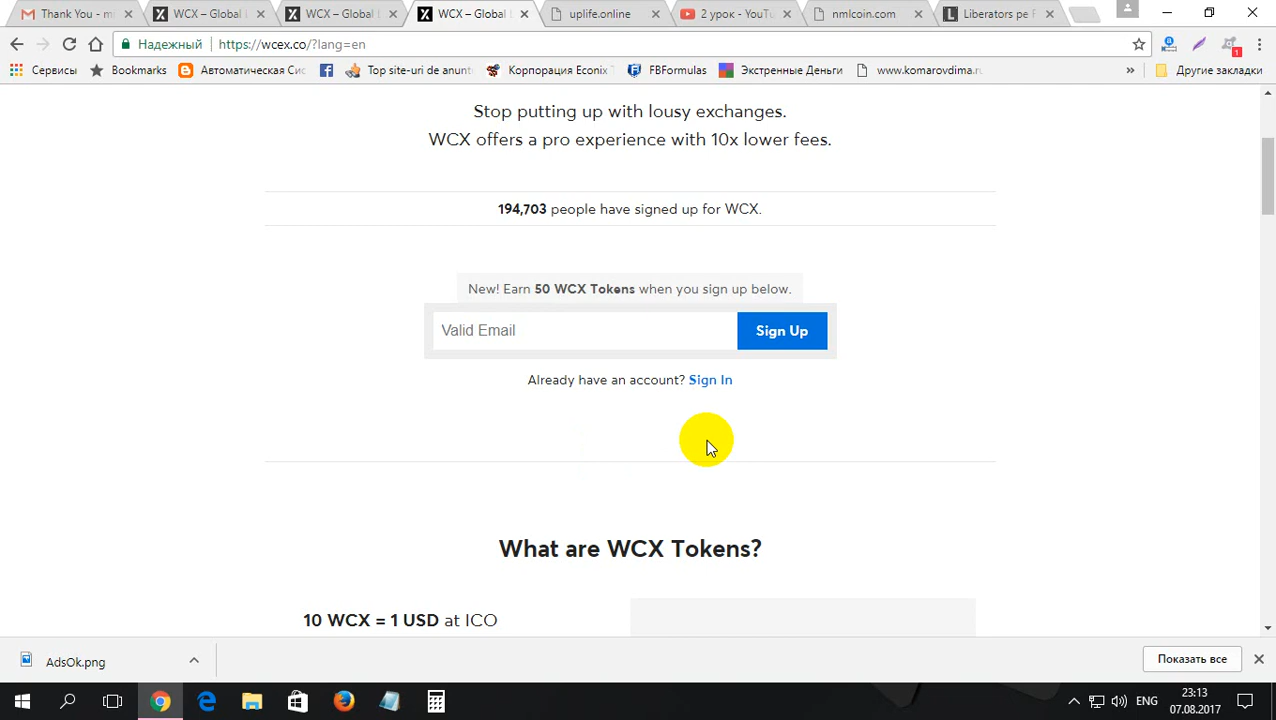 Thank You - mi
WCX – Global
WCX – Global L
WCX – Global L
uplife.online
2 урок - YouTu
nmlcoin.com
Liberators pe F
Надежный
https://wcex.co/?lang=en
1
Сервисы
Bookmarks
Автоматическая Сис
Top site-uri de anunt
Корпорация Econix
FBFormulas
Экстренные Деньги
www.komarovdima.ru
»
Другие закладки
Stop putting up with lousy exchanges.
WCX offers a pro experience with 10x lower fees.
194,703 people have signed up for WCX.
New! Earn 50 WCX Tokens when you sign up below.
Valid Email
Sign Up
Already have an account? Sign In
What are WCX Tokens?
10 WCX = 1 USD at ICO
AdsOk.png
Показать все
ENG
23:13
07.08.2017